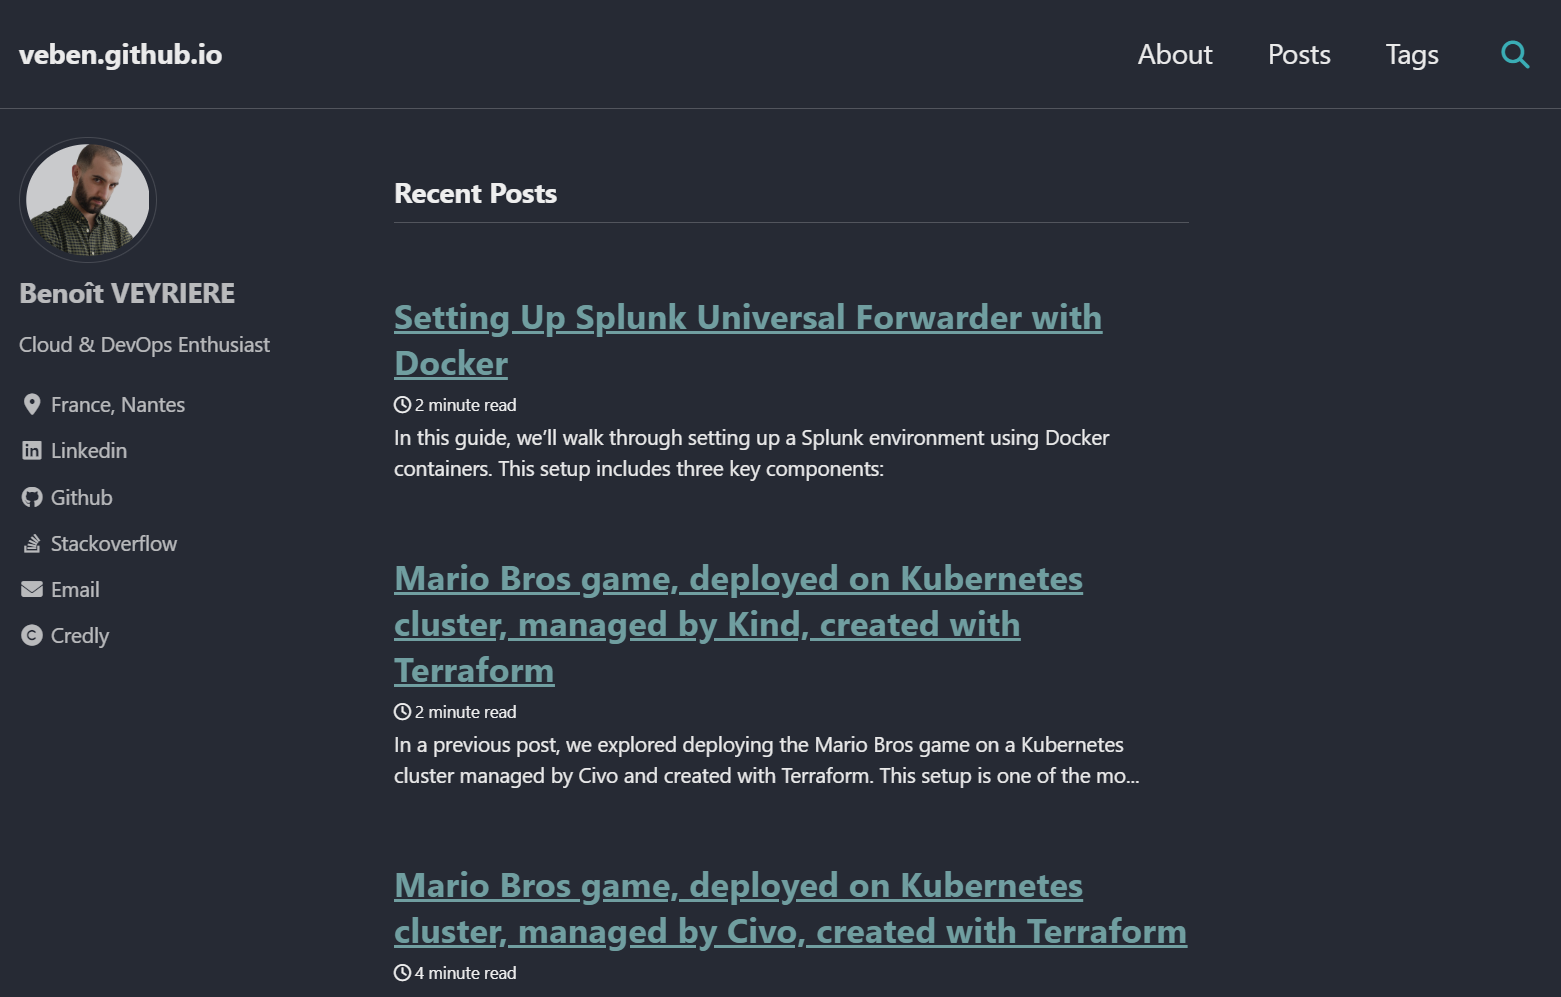 veben.github.io
About
Posts
Tags
Benoît VEYRIERE
Cloud & DevOps Enthusiast
France, Nantes
Linkedin
Github
Stackoverflow
Email
Credly
Recent Posts
Setting Up Splunk Universal Forwarder with
Docker
2 minute read
In this guide, we’ll walk through setting up a Splunk environment using Docker
containers. This setup includes three key components:
Mario Bros game, deployed on Kubernetes
cluster, managed by Kind, created with
Terraform
2 minute read
In a previous post, we explored deploying the Mario Bros game on a Kubernetes
cluster managed by Civo and created with Terraform. This setup is one of the mo...
Mario Bros game, deployed on Kubernetes
cluster, managed by Civo, created with Terraform
4 minute read